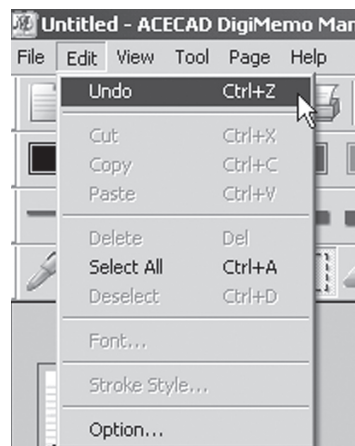 Untitled - ACECAD DigiMemo Mar
File Edit View Tool Page Help
Undo Ctrl+Z
Cut Ctrl+X
Copy Ctrl+C
Paste Ctrl+V
Delete Del
Select All Ctrl+A
Deselect Ctrl+D
Font...
Stroke Style...
Option...